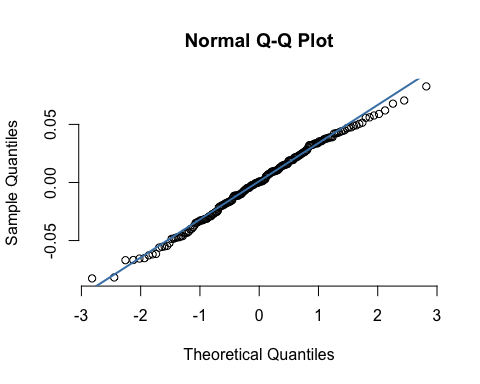 Normal Q-Q Plot
Sample Quantiles
0.05
0.00
-0.05
-3 -2 -1 0 1 2 3
Theoretical Quantiles